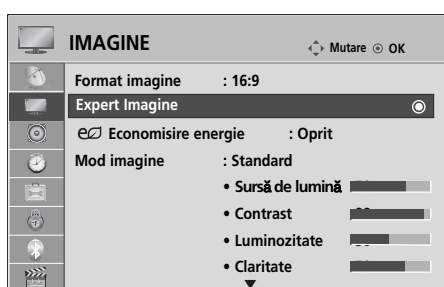 IMAGINE
Mutare OK
Format imagine : 16:9
Expert Imagine
Economisire energie : Oprit
Mod imagine : Standard
• Sursă de lumină
• Contrast
• Luminozitate
• Claritate